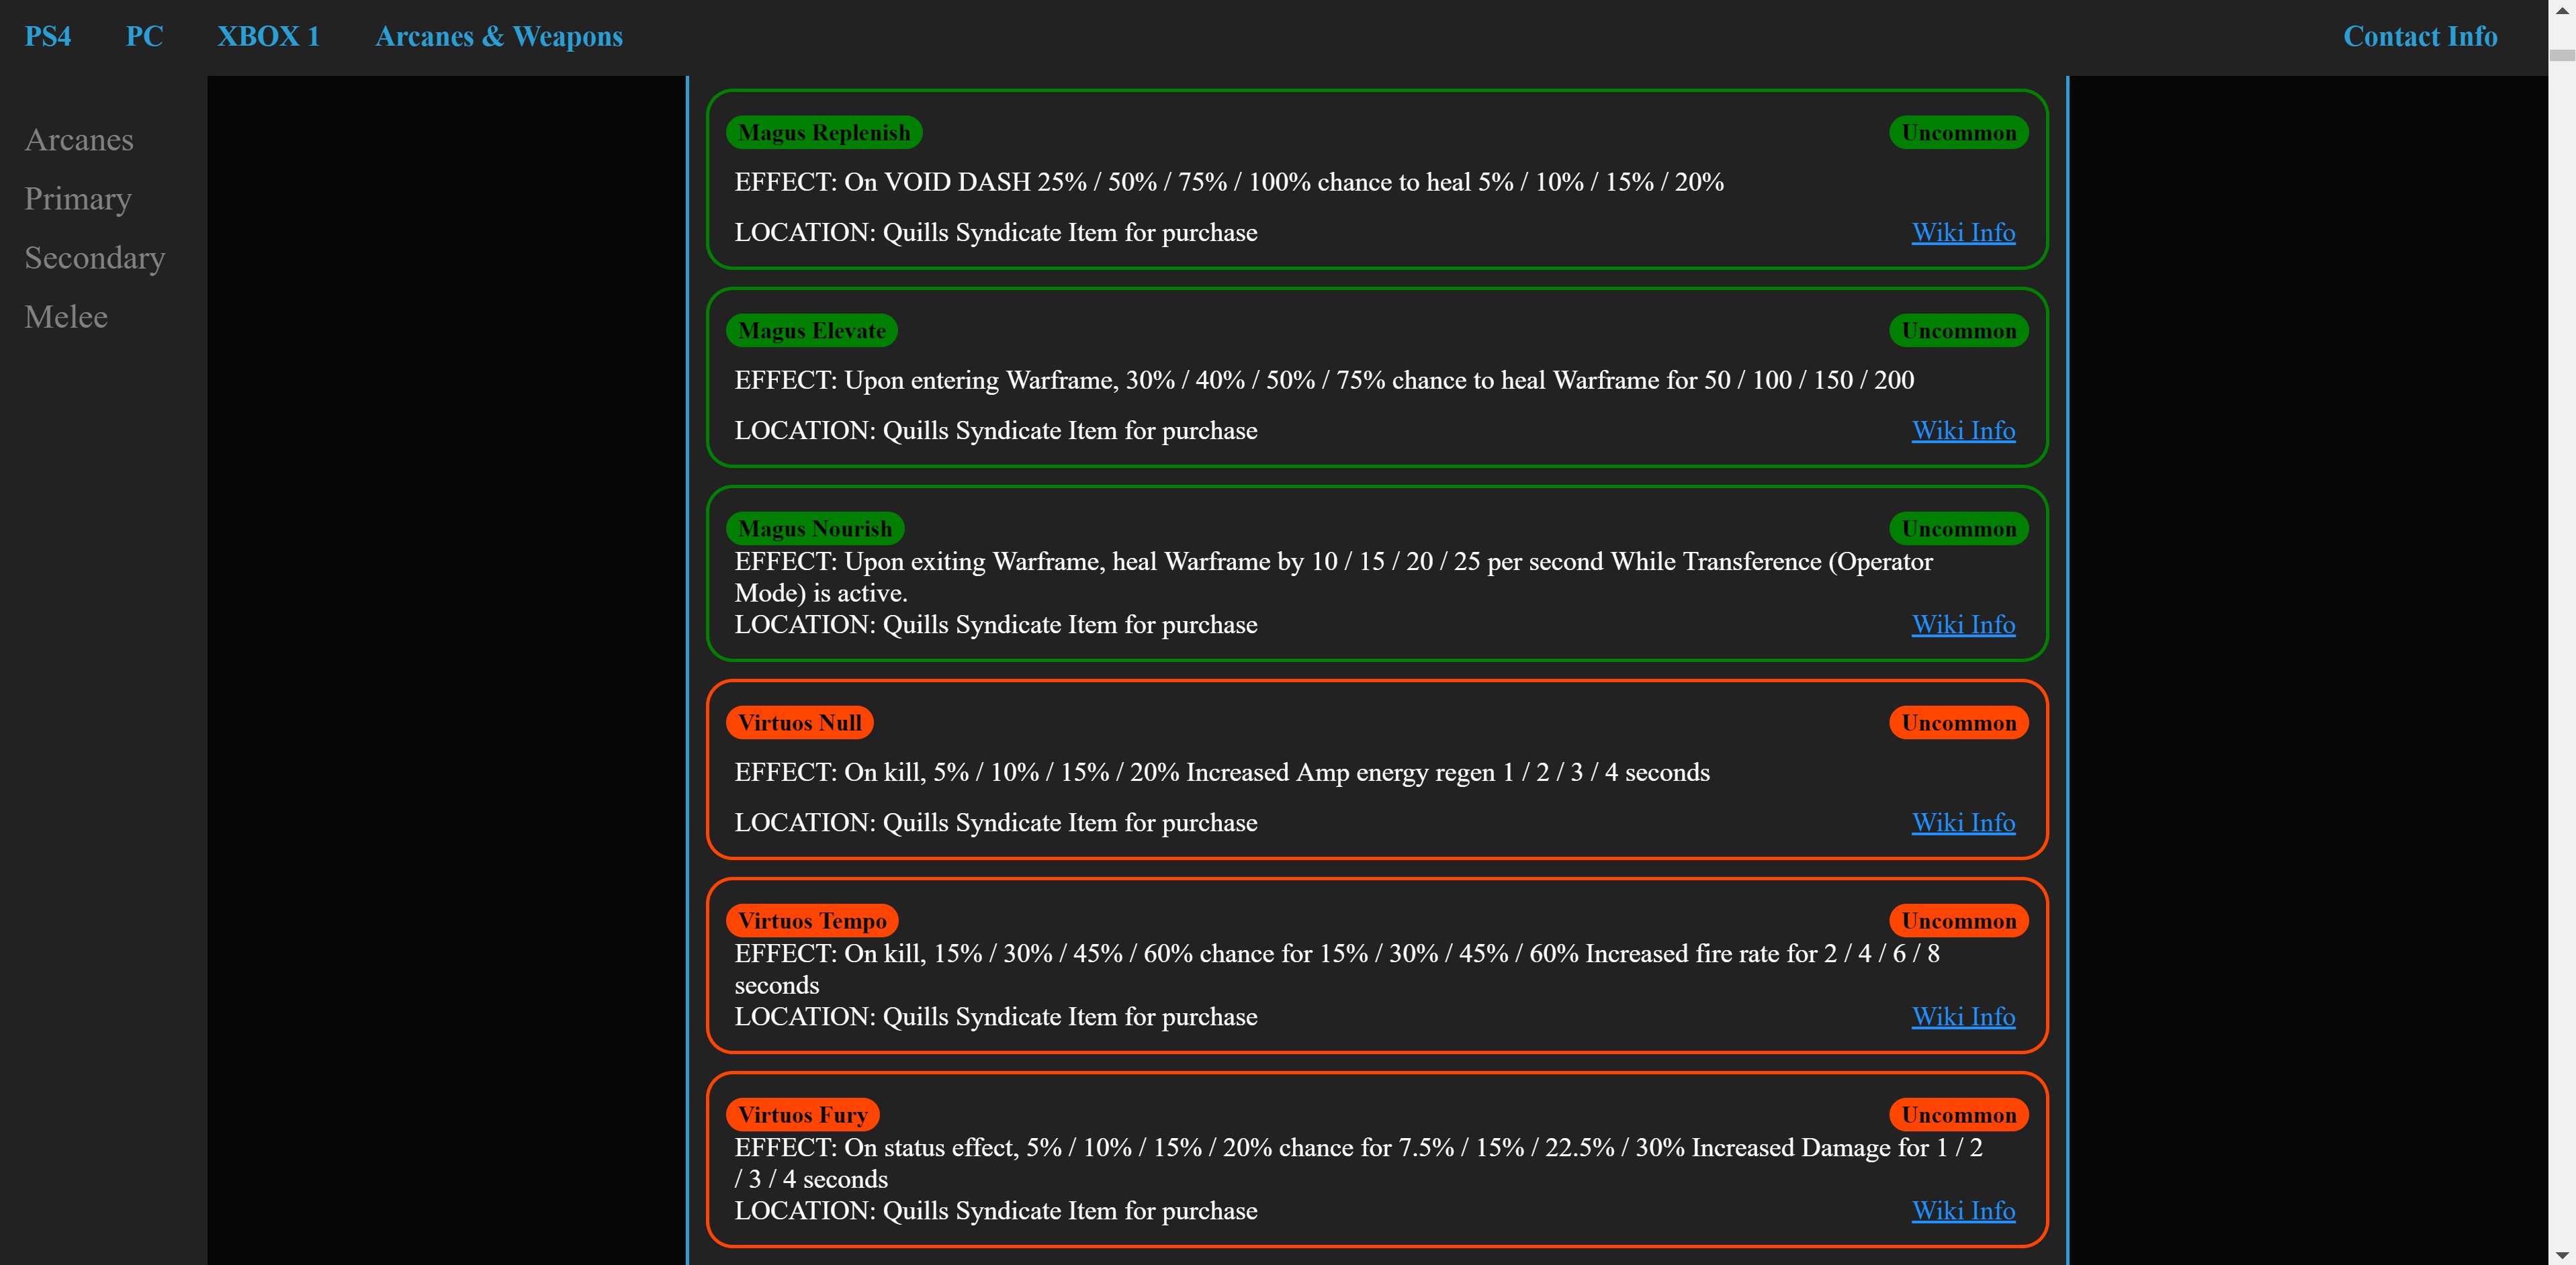 PS4 PC XBOX 1 Arcanes & Weapons Contact Info
Arcanes
Primary
Secondary
Melee
Magus Replenish Uncommon
EFFECT: On VOID DASH 25% / 50% / 75% / 100% chance to heal 5% / 10% / 15% / 20%
LOCATION: Quills Syndicate Item for purchase Wiki Info
Magus Elevate Uncommon
EFFECT: Upon entering Warframe, 30% / 40% / 50% / 75% chance to heal Warframe for 50 / 100 / 150 / 200
LOCATION: Quills Syndicate Item for purchase Wiki Info
Magus Nourish Uncommon
EFFECT: Upon exiting Warframe, heal Warframe by 10 / 15 / 20 / 25 per second While Transference (Operator
Mode) is active.
LOCATION: Quills Syndicate Item for purchase Wiki Info
Virtuos Null Uncommon
EFFECT: On kill, 5% / 10% / 15% / 20% Increased Amp energy regen 1 / 2 / 3 / 4 seconds
LOCATION: Quills Syndicate Item for purchase Wiki Info
Virtuos Tempo Uncommon
EFFECT: On kill, 15% / 30% / 45% / 60% chance for 15% / 30% / 45% / 60% Increased fire rate for 2 / 4 / 6 / 8
seconds
LOCATION: Quills Syndicate Item for purchase Wiki Info
Virtuos Fury Uncommon
EFFECT: On status effect, 5% / 10% / 15% / 20% chance for 7.5% / 15% / 22.5% / 30% Increased Damage for 1 / 2
/ 3 / 4 seconds
LOCATION: Quills Syndicate Item for purchase Wiki Info